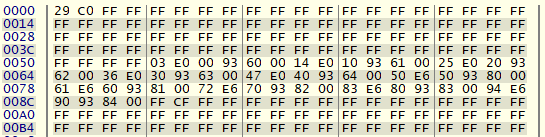 0000 29 C0 FF FF FF FF FF FF FF FF FF FF FF FF FF FF FF FF FF FF
0014 FF FF FF FF FF FF FF FF FF FF FF FF FF FF FF FF FF FF FF FF
0028 FF FF FF FF FF FF FF FF FF FF FF FF FF FF FF FF FF FF FF FF
003C FF FF FF FF FF FF FF FF FF FF FF FF FF FF FF FF FF FF FF FF
0050 FF FF FF FF 03 E0 00 93 60 00 14 E0 10 93 61 00 25 E0 20 93
0064 62 00 36 E0 30 93 63 00 47 E0 40 93 64 00 50 E6 50 93 80 00
0078 61 E6 60 93 81 00 72 E6 70 93 82 00 83 E6 80 93 83 00 94 E6
008C 90 93 84 00 FF CF FF FF FF FF FF FF FF FF FF FF FF FF FF FF
00A0 FF FF FF FF FF FF FF FF FF FF FF FF FF FF FF FF FF FF FF FF
00B4 FF FF FF FF FF FF FF FF FF FF FF FF FF FF FF FF FF FF FF FF